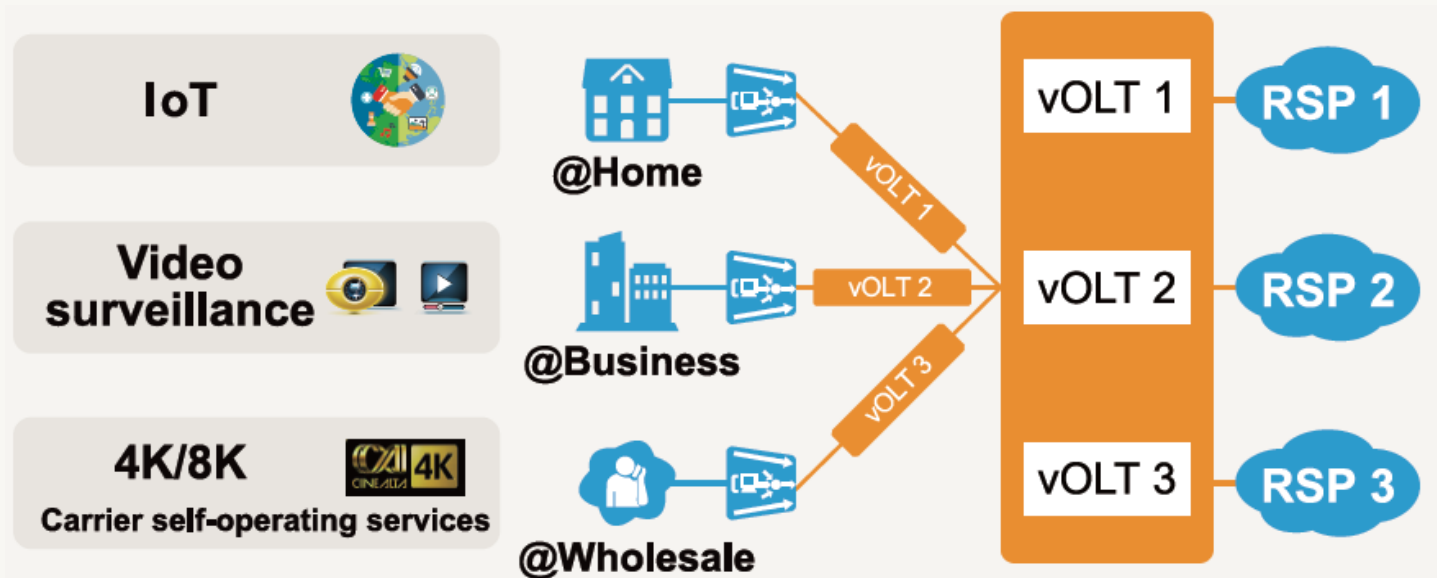 IoT
@Home
vOLT 1
vOLT 1
RSP 1
Video
surveillance
@Business
vOLT 2
vOLT 2
RSP 2
4K/8K
CINEALTA 4K
Carrier self-operating services
@Wholesale
vOLT 3
vOLT 3
RSP 3